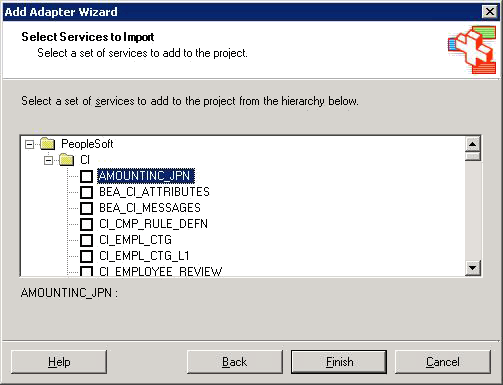 Add Adapter Wizard
Select Services to Import
Select a set of services to add to the project.
Select a set of services to add to the project from the hierarchy below.
PeopleSoft
CI
AMOUNTINC_JPN
BEA_CI_ATTRIBUTES
BEA_CI_MESSAGES
CI_CMP_RULE_DEFN
CI_EMPL_CTG
CI_EMPL_CTG_L1
CI_EMPLOYEE_REVIEW
AMOUNTINC_JPN :
Help Back Finish Cancel